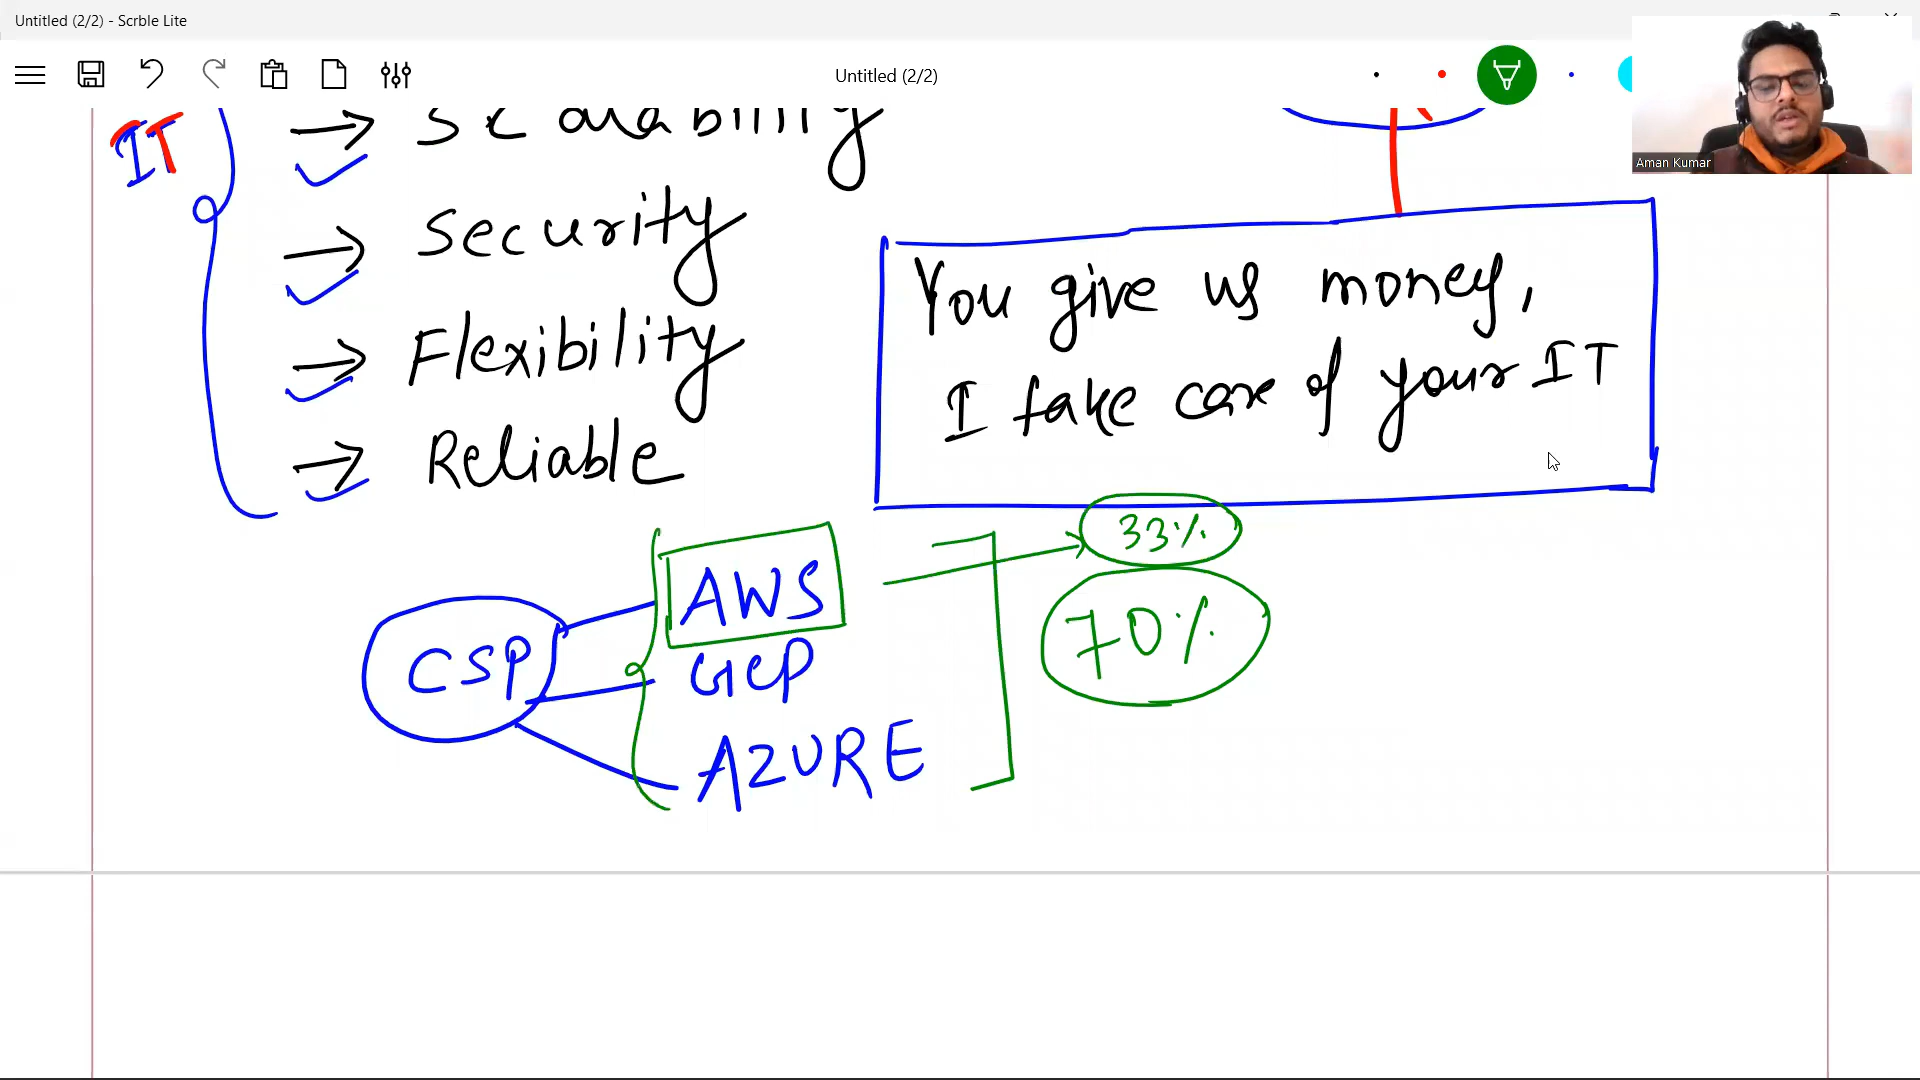 Untitled (2/2) - Scrble Lite
Untitled (2/2)
Aman Kumar
IT
→ Scalability
→ Security
→ Flexibility
→ Reliable
You give us money,
I take care of your IT
33%
70%
CSP
AWS
GCP
AZURE